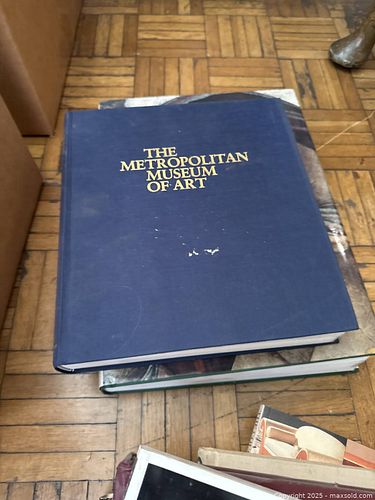 THE
METROPOLITAN
MUSEUM
OF ART
Copyright 2025 - maxsold.com